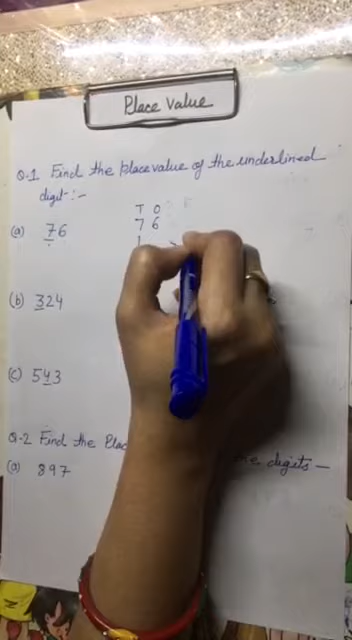 Place Value
Q-1 Find the place value of the underlined
digit :-
T O
(a) 76 7 6
(b) 324
(c) 543
Q-2 Find the digits —
(a) 897